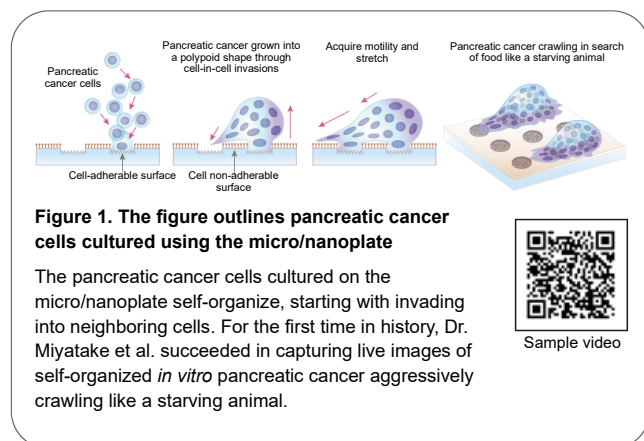 Pancreatic
cancer cells
Pancreatic cancer grown into
a polypoid shape through
cell-in-cell invasions
Acquire motility and
stretch
Pancreatic cancer crawling in search
of food like a starving animal
Cell-adherable surface
Cell non-adherable
surface
Figure 1. The figure outlines pancreatic cancer
cells cultured using the micro/nanoplate
The pancreatic cancer cells cultured on the
micro/nanoplate self-organize, starting with invading
into neighboring cells. For the first time in history, Dr.
Miyatake et al. succeeded in capturing live images of
self-organized in vitro pancreatic cancer aggressively
crawling like a starving animal.
Sample video